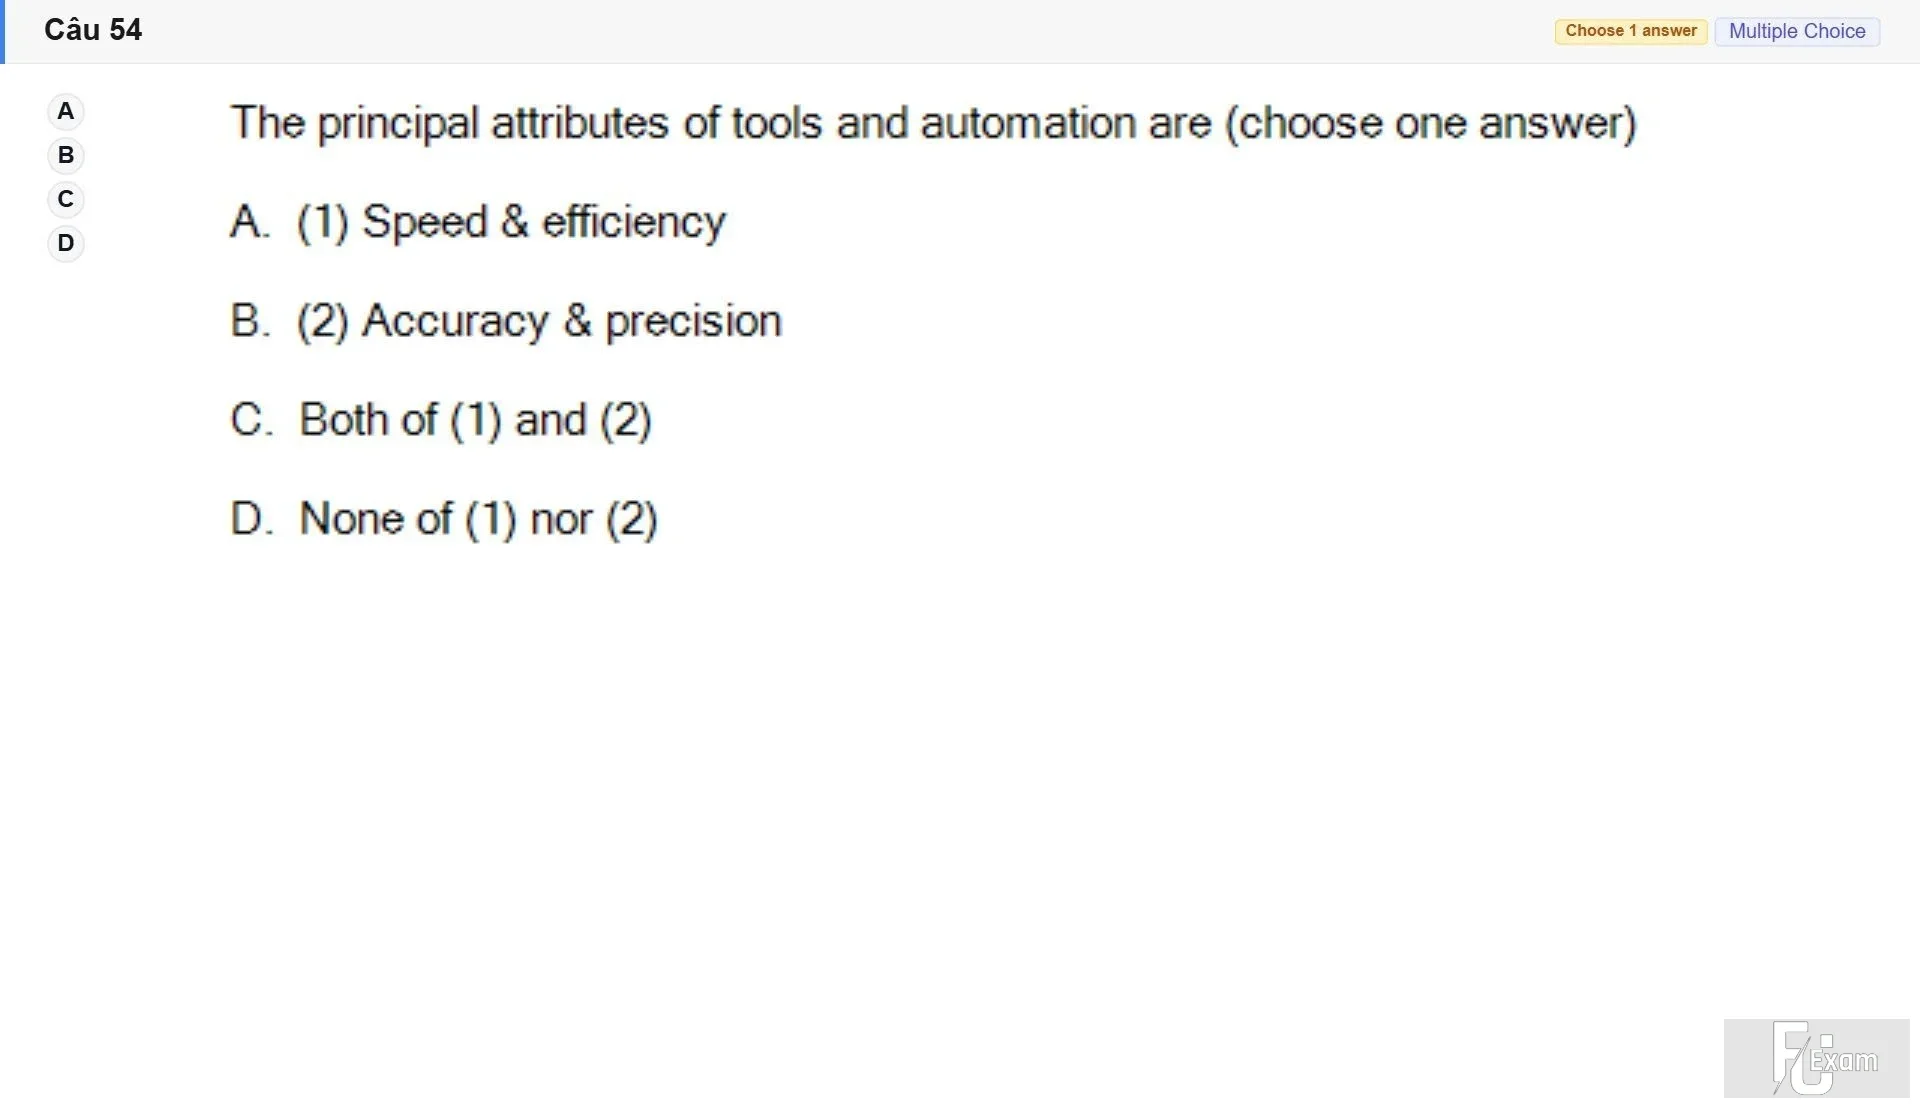 Câu 54
Choose 1 answer
Multiple Choice
A
B
C
D
The principal attributes of tools and automation are (choose one answer)
A. (1) Speed & efficiency
B. (2) Accuracy & precision
C. Both of (1) and (2)
D. None of (1) nor (2)
FU Exam